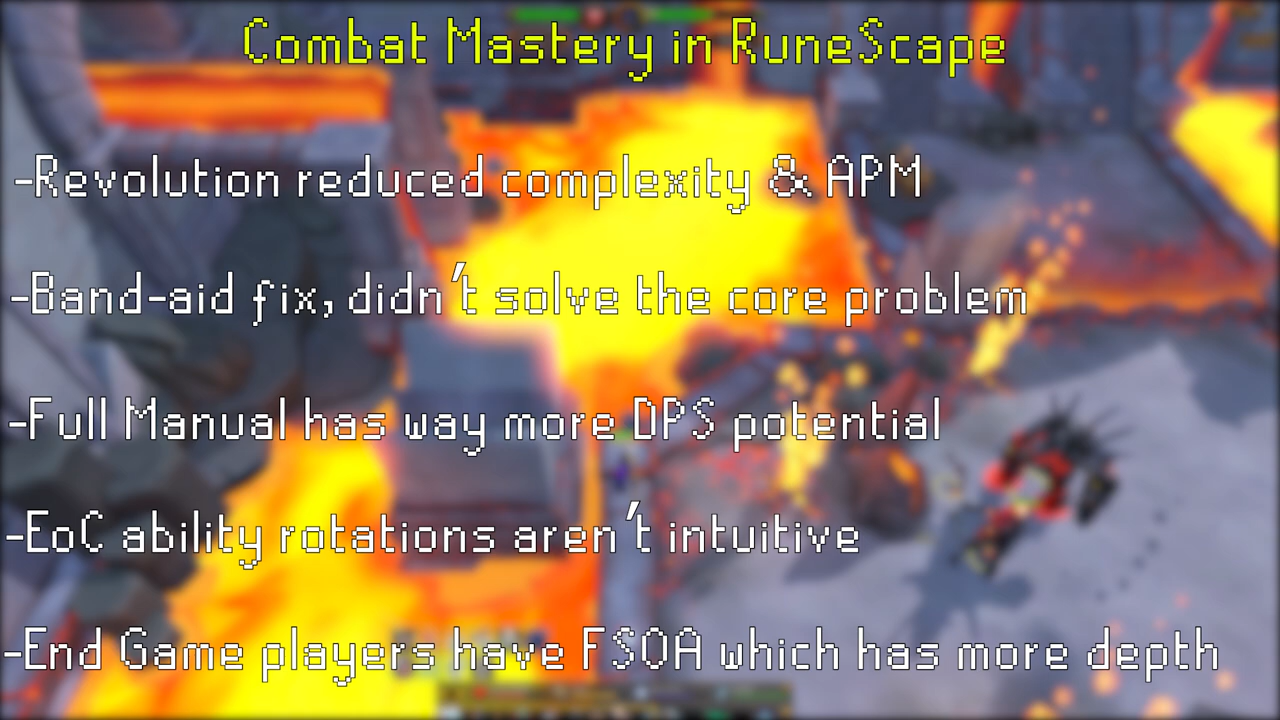 Combat Mastery in RuneScape
-Revolution reduced complexity & APM
-Band-aid fix, didn't solve the core problem
-Full Manual has way more DPS potential
-EoC ability rotations aren't intuitive
-End Game players have FSOA which has more depth